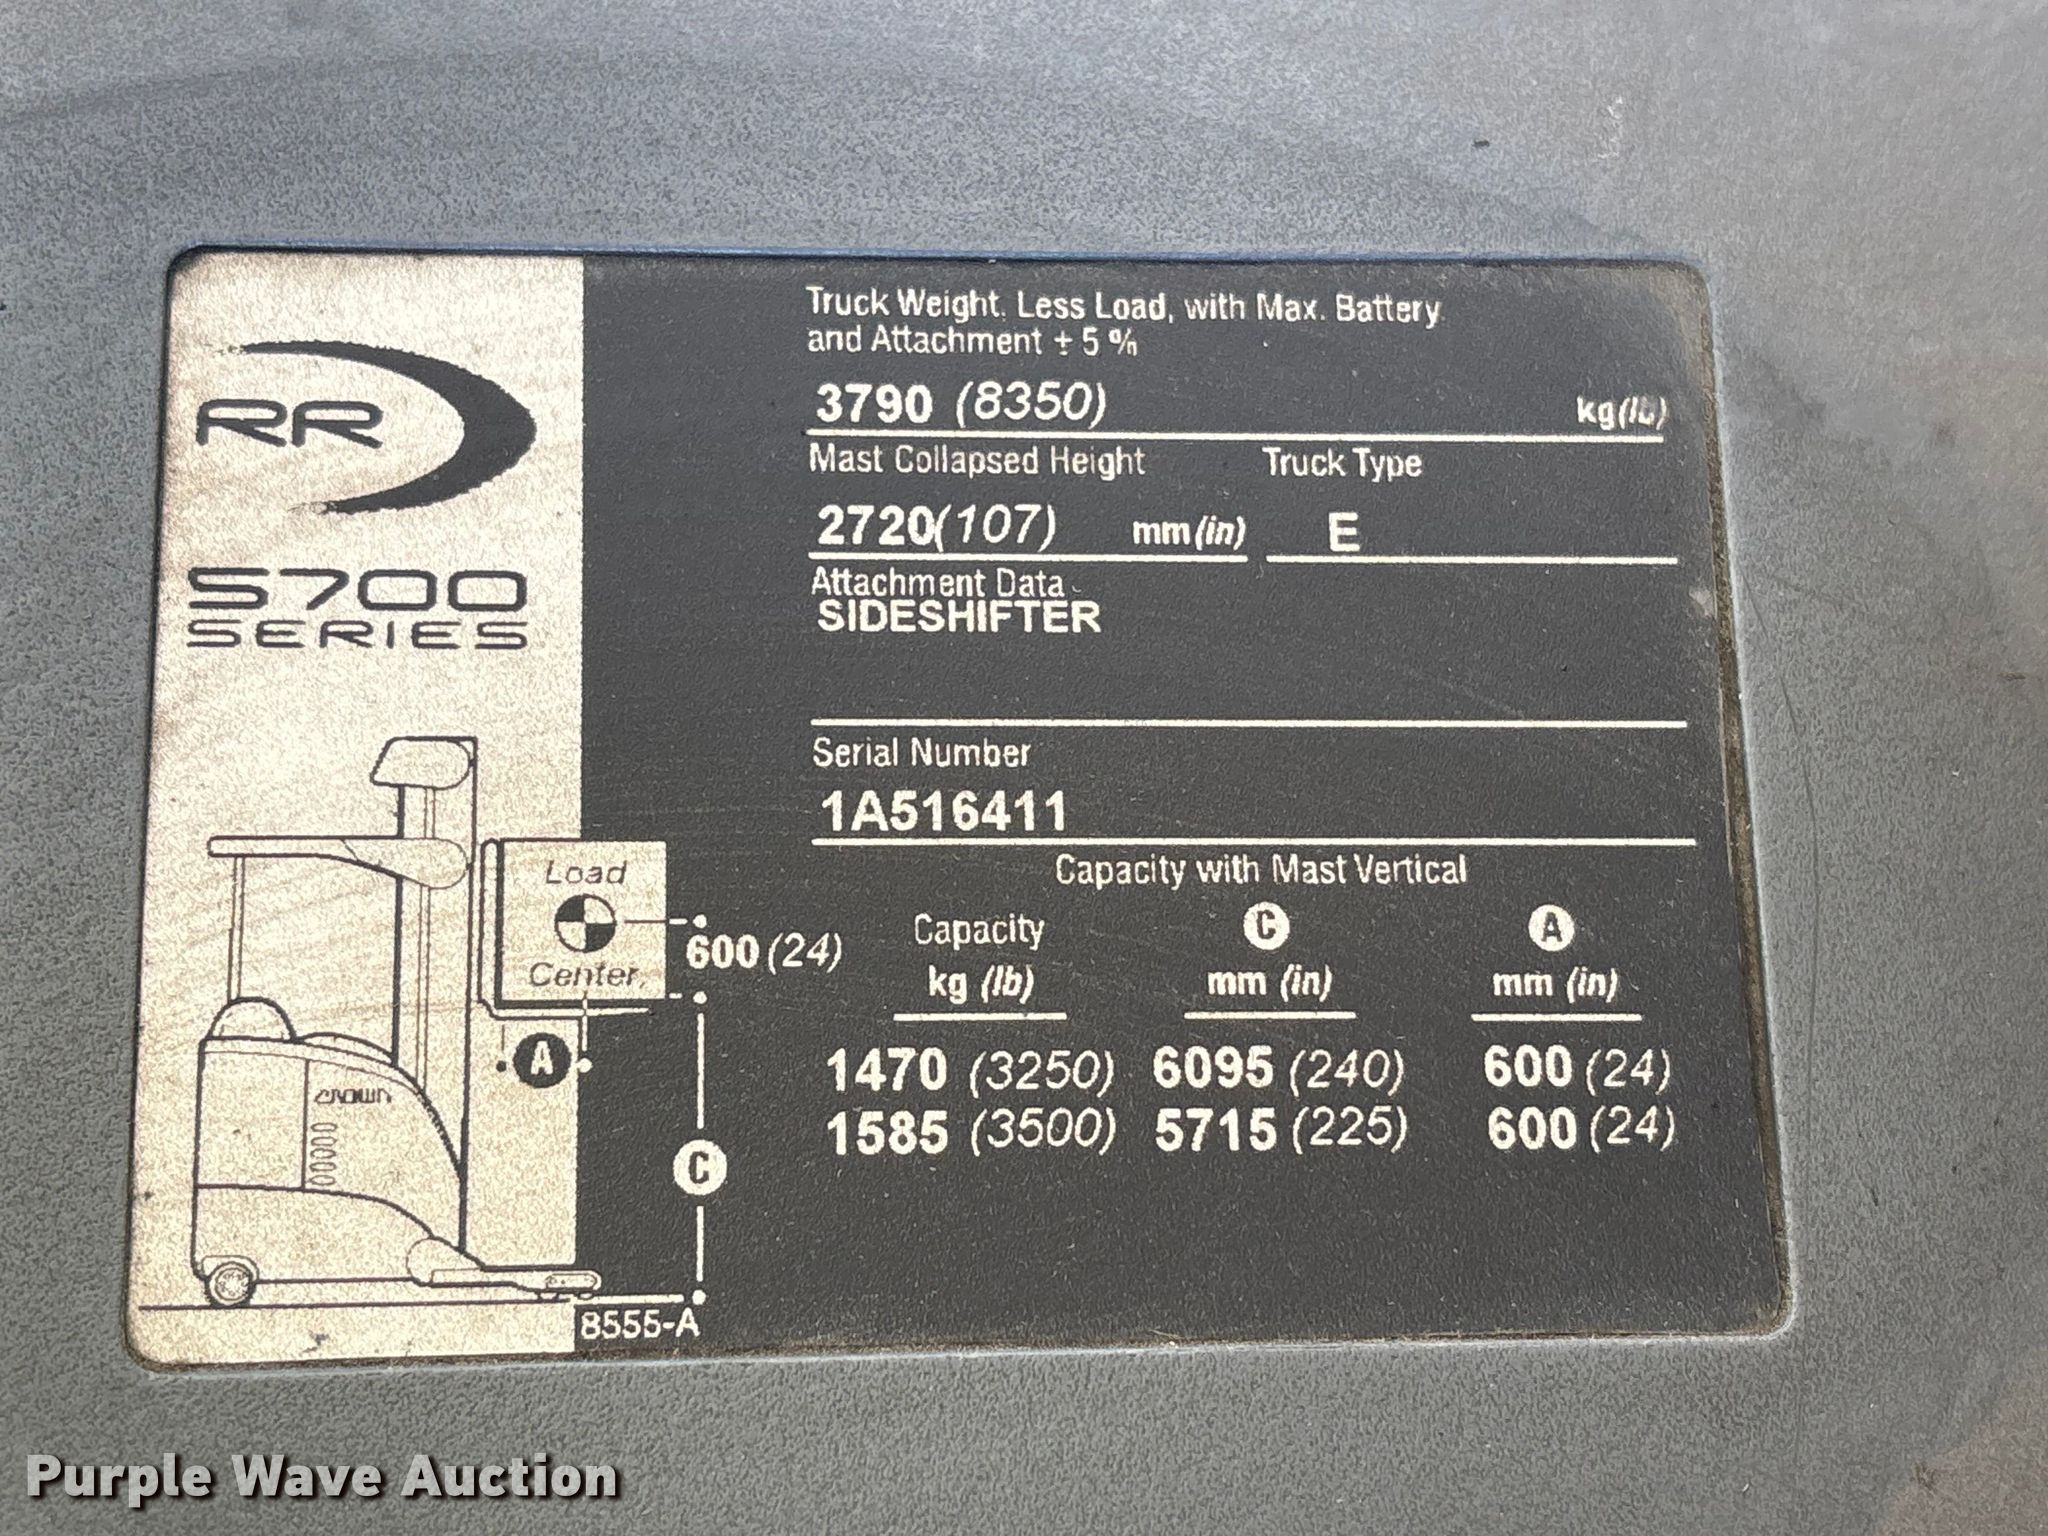 RR
5700
SERIES
Truck Weight, Less Load, with Max. Battery
and Attachment ± 5 %
3790 (8350) kg (lb)
Mast Collapsed Height Truck Type
2720 (107) mm (in) E
Attachment Data
SIDESHIFTER
Serial Number
1A516411
Capacity with Mast Vertical
Capacity C A
kg (lb) mm (in) mm (in)
1470 (3250) 6095 (240) 600 (24)
1585 (3500) 5715 (225) 600 (24)
Load
Center
600 (24)
A
CROWN
C
8555-A
Purple Wave Auction